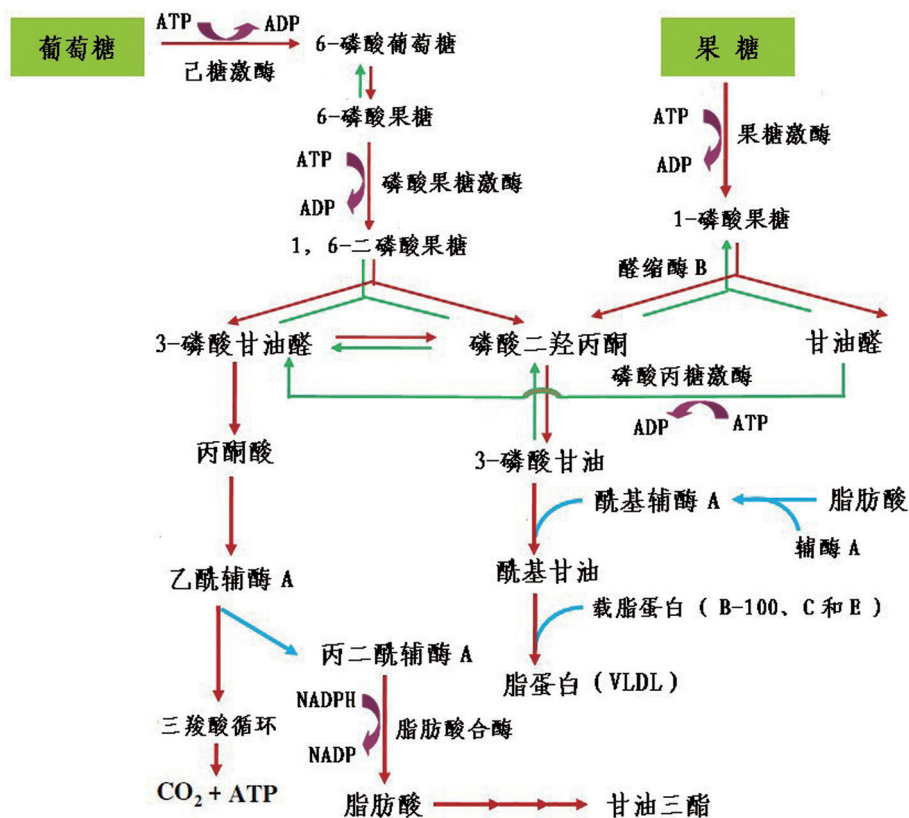 葡萄糖
ATP
ADP
己糖激酶
6-磷酸葡萄糖
果 糖
6-磷酸果糖
ATP
ADP
果糖激酶
ATP
ADP
磷酸果糖激酶
1-磷酸果糖
1, 6-二磷酸果糖
醛缩酶 B
3-磷酸甘油醛
磷酸二羟丙酮
甘油醛
磷酸丙糖激酶
ADP
ATP
丙酮酸
3-磷酸甘油
酰基辅酶 A
脂肪酸
辅酶 A
乙酰辅酶 A
酰基甘油
载脂蛋白 ( B-100、C 和 E )
丙二酰辅酶 A
脂蛋白 (VLDL)
NADPH
三羧酸循环
脂肪酸合酶
NADP
CO₂ + ATP
脂肪酸
甘油三酯